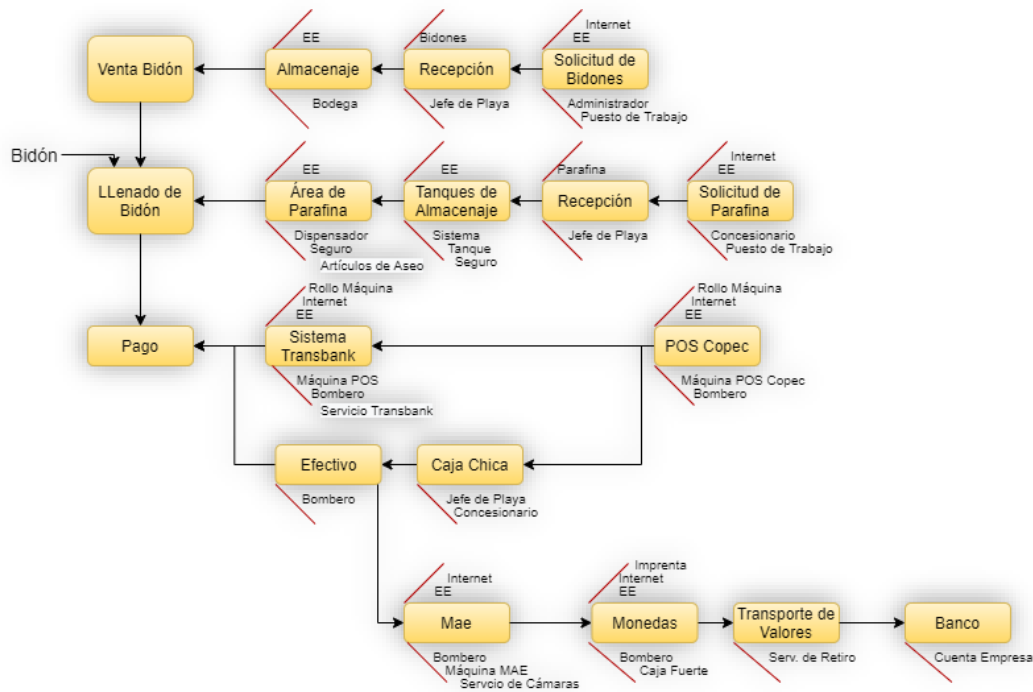 EE
Bidones
Internet
EE
Venta Bidón
Almacenaje
Recepción
Solicitud de
Bidones
Bodega
Jefe de Playa
Administrador
Puesto de Trabajo
Bidón
EE
EE
Parafina
Internet
EE
LLenado de
Bidón
Área de
Parafina
Tanques de
Almacenaje
Recepción
Solicitud de
Parafina
Dispensador
Seguro
Artículos de Aseo
Sistema
Tanque
Seguro
Jefe de Playa
Concesionario
Puesto de Trabajo
Rollo Máquina
Internet
EE
Rollo Máquina
Internet
EE
Pago
Sistema
Transbank
POS Copec
Máquina POS
Bombero
Servicio Transbank
Máquina POS Copec
Bombero
Efectivo
Caja Chica
Bombero
Jefe de Playa
Concesionario
Internet
EE
Imprenta
Internet
EE
Mae
Monedas
Transporte de
Valores
Banco
Bombero
Máquina MAE
Servcio de Cámaras
Bombero
Caja Fuerte
Serv. de Retiro
Cuenta Empresa